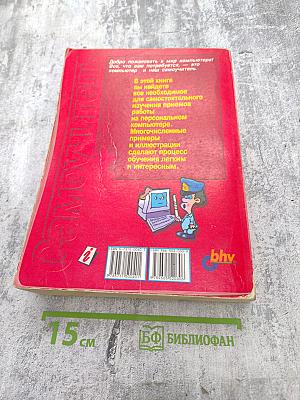 Добро пожаловать в мир компьютера!
Все, что вам потребуется, — это
компьютер и наш самоучитель.
В этой книге
вы найдете
все необходимое
для самостоятельного
изучения приемов
работы
на персональном
компьютере.
Многочисленные
примеры
и иллюстрации
сделают процесс
обучения легким
и интересным.
bhv
15 см
БФ БИБЛИОФАН